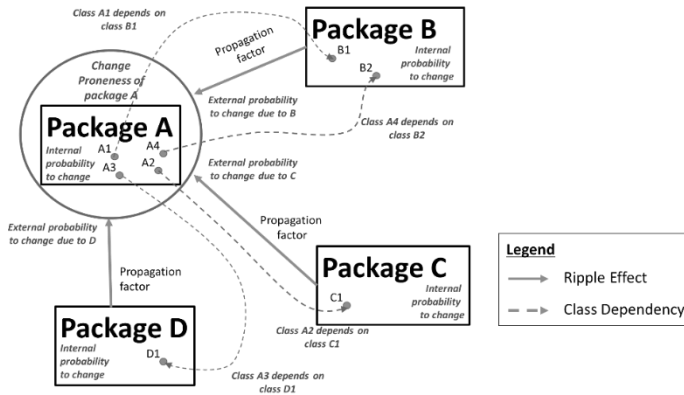 Class A1 depends on
class B1
Package B
B1
Internal
probability
to change
B2
Propagation
factor
Change
Proneness of
package A
External probability
to change due to B
Class A4 depends on
class B2
Package A
Internal
probability
to change
A1
A4
A3
A2
External probability
to change due to C
External probability
to change due to D
Propagation
factor
Propagation
factor
Package C
Internal
probability
to change
C1
Class A2 depends on
class C1
Package D
Internal
probability
to change
D1
Class A3 depends on
class D1
Legend
Ripple Effect
Class Dependency